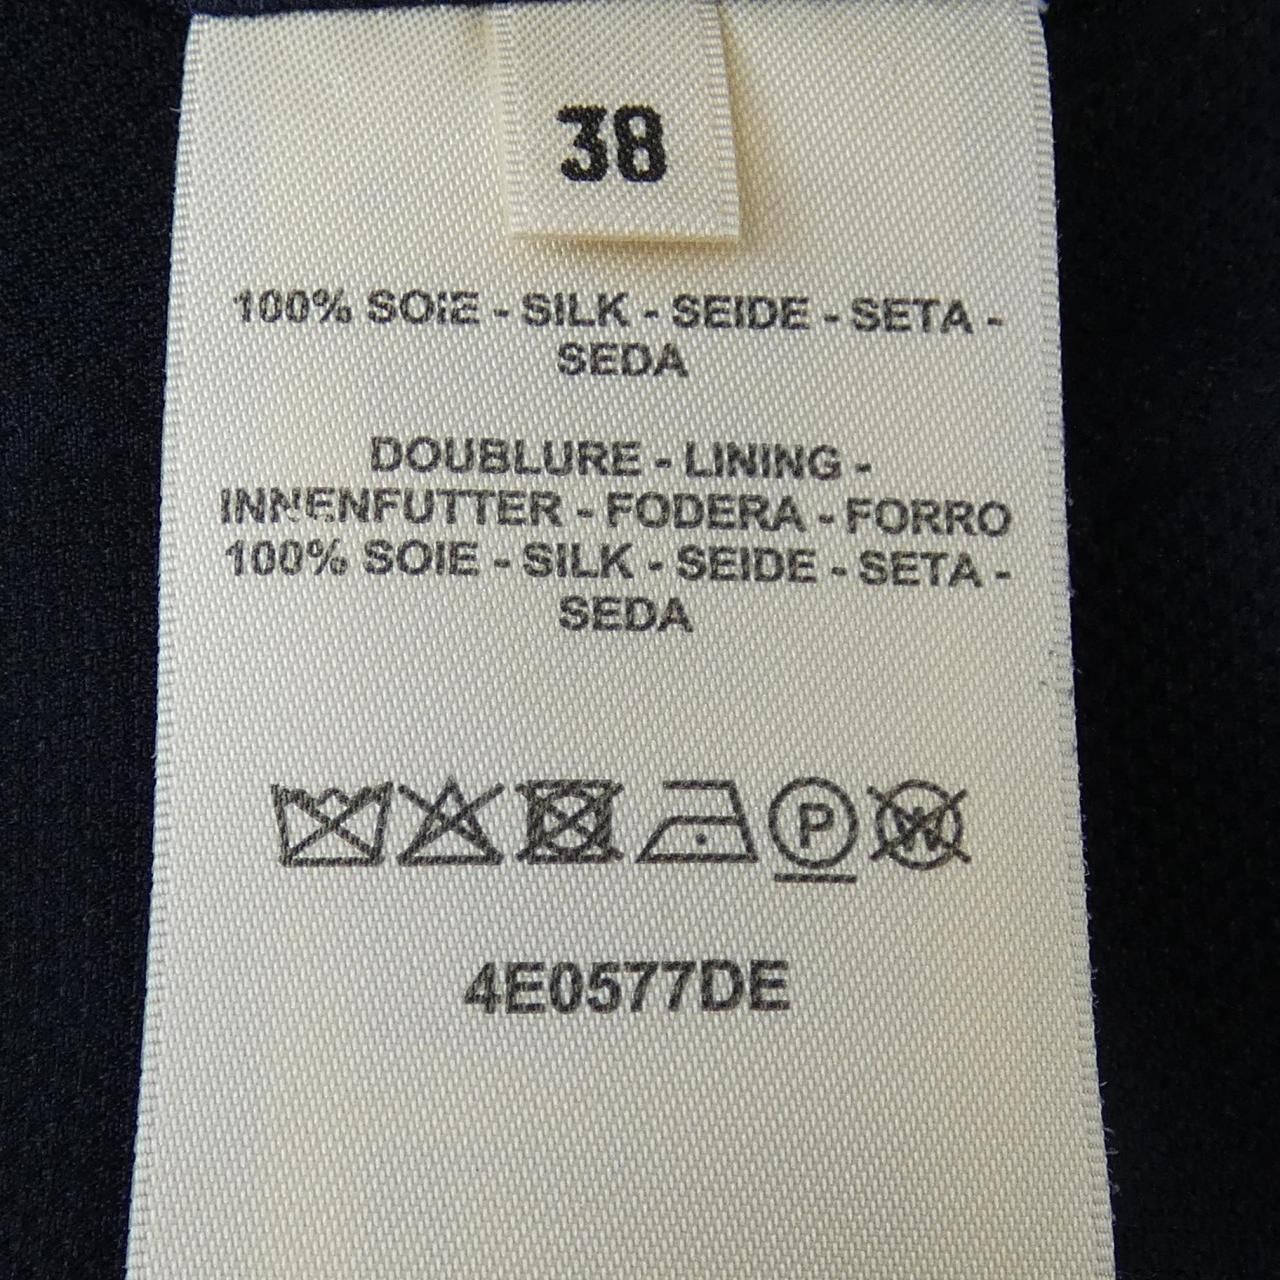 38
100% SOIE - SILK - SEIDE - SETA -
SEDA
DOUBLURE - LINING -
INNENFUTTER - FODERA - FORRO
100% SOIE - SILK - SEIDE - SETA -
SEDA
P W
4E0577DE